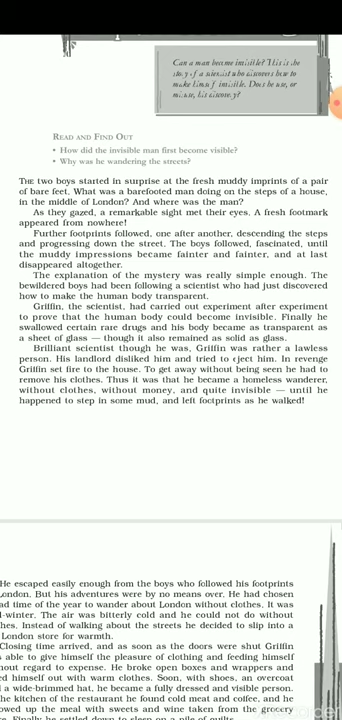 Can a man become invisible? This is the
story of a scientist who discovers how to
make himself invisible. Does he use, or
misuse, his discovery?
READ AND FIND OUT
• How did the invisible man first become visible?
• Why was he wandering the streets?
THE two boys started in surprise at the fresh muddy imprints of a pair
of bare feet. What was a barefooted man doing on the steps of a house,
in the middle of London? And where was the man?
As they gazed, a remarkable sight met their eyes. A fresh footmark
appeared from nowhere!
Further footprints followed, one after another, descending the steps
and progressing down the street. The boys followed, fascinated, until
the muddy impressions became fainter and fainter, and at last
disappeared altogether.
The explanation of the mystery was really simple enough. The
bewildered boys had been following a scientist who had just discovered
how to make the human body transparent.
Griffin, the scientist, had carried out experiment after experiment
to prove that the human body could become invisible. Finally he
swallowed certain rare drugs and his body became as transparent as
a sheet of glass — though it also remained as solid as glass.
Brilliant scientist though he was, Griffin was rather a lawless
person. His landlord disliked him and tried to eject him. In revenge
Griffin set fire to the house. To get away without being seen he had to
remove his clothes. Thus it was that he became a homeless wanderer,
without clothes, without money, and quite invisible — until he
happened to step in some mud, and left footprints as he walked!
He escaped easily enough from the boys who followed his footprints
London. But his adventures were by no means over. He had chosen
ad time of the year to wander about London without clothes. It was
l-winter. The air was bitterly cold and he could not do without
hes. Instead of walking about the streets he decided to slip into a
London store for warmth.
Closing time arrived, and as soon as the doors were shut Griffin
able to give himself the pleasure of clothing and feeding himself
hout regard to expense. He broke open boxes and wrappers and
ed himself out with warm clothes. Soon, with shoes, an overcoat
a wide-brimmed hat, he became a fully dressed and visible person.
he kitchen of the restaurant he found cold meat and coffee, and he
owed up the meal with sweets and wine taken from the grocery
re. Finally he settled down to sleep on a pile of quilts.